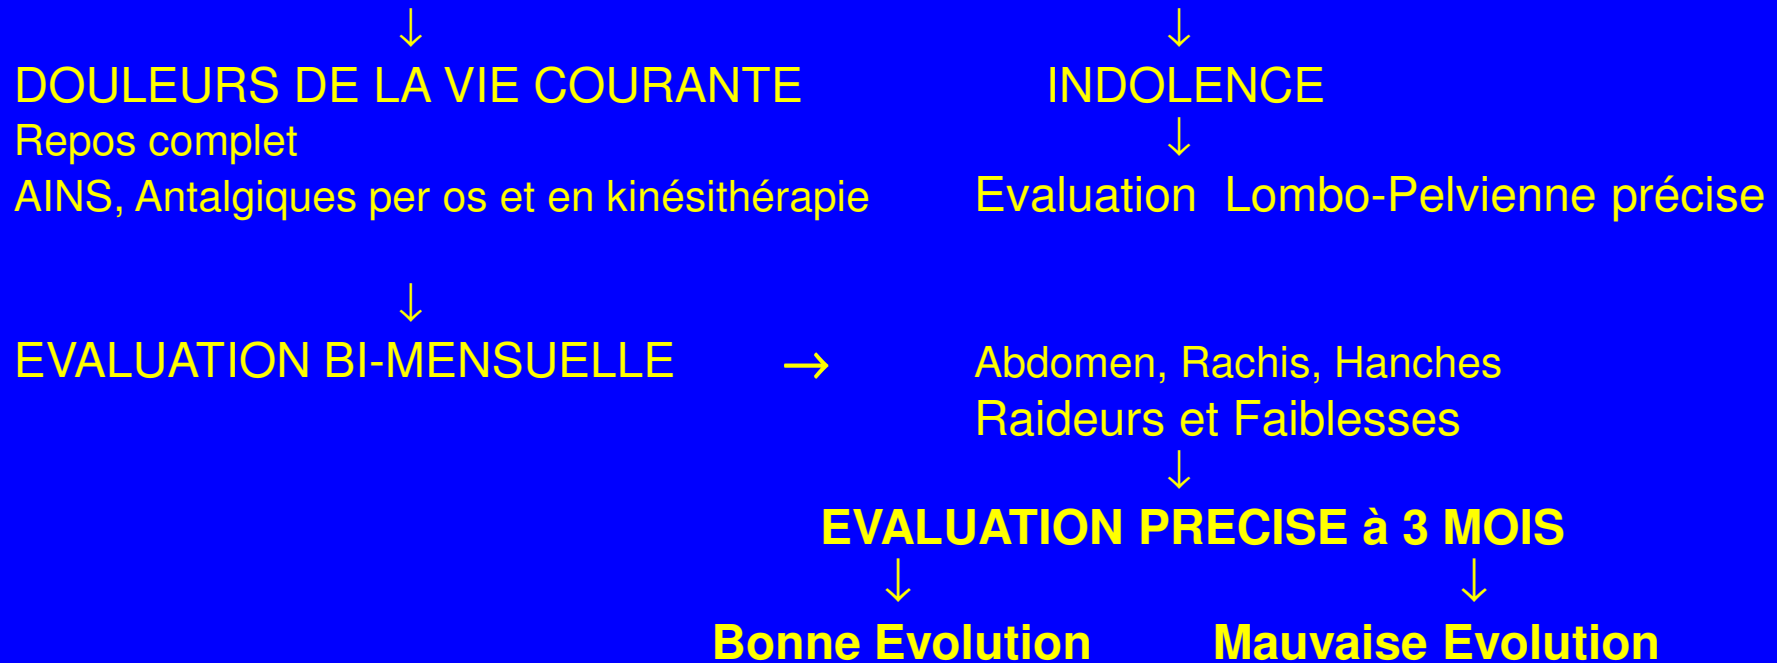 ↓ ↓
DOULEURS DE LA VIE COURANTE INDOLENCE
Repos complet ↓
AINS, Antalgiques per os et en kinésithérapie Evaluation Lombo-Pelvienne précise
↓
EVALUATION BI-MENSUELLE → Abdomen, Rachis, Hanches
Raideurs et Faiblesses
↓
EVALUATION PRECISE à 3 MOIS
↓ ↓
Bonne Evolution Mauvaise Evolution